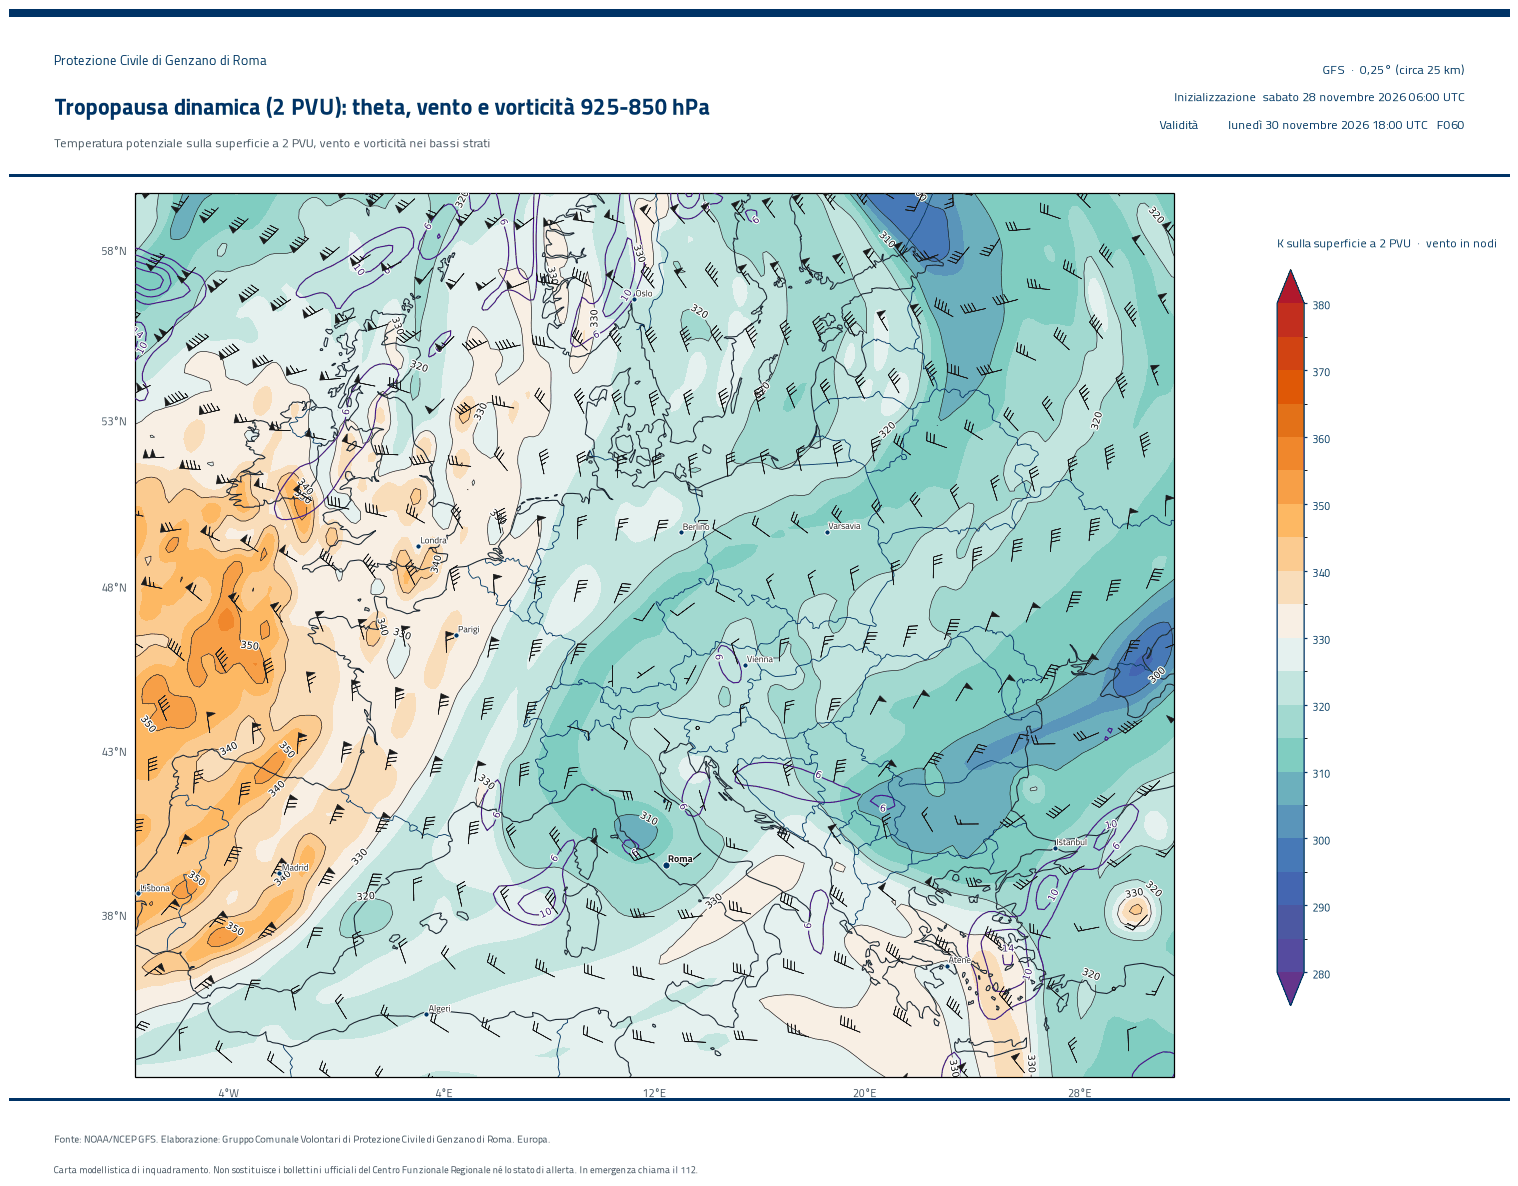 Protezione Civile di Genzano di Roma
Tropopausa dinamica (2 PVU): theta, vento e vorticità 925-850 hPa
Temperatura potenziale sulla superficie a 2 PVU, vento e vorticità nei bassi strati
GFS · 0,25° (circa 25 km)
Inizializzazione sabato 28 novembre 2026 06:00 UTC
Validità lunedì 30 novembre 2026 18:00 UTC F060
K sulla superficie a 2 PVU · vento in nodi
380
370
360
350
340
330
320
310
300
290
280
58°N
53°N
48°N
43°N
38°N
4°W
4°E
12°E
20°E
28°E
Oslo
Berlino
Varsavia
Londra
Parigi
Vienna
Madrid
Lisbona
Roma
Istanbul
Atene
Algeri
Fonte: NOAA/NCEP GFS. Elaborazione: Gruppo Comunale Volontari di Protezione Civile di Genzano di Roma. Europa.
Carta modellistica di inquadramento. Non sostituisce i bollettini ufficiali del Centro Funzionale Regionale né lo stato di allerta. In emergenza chiama il 112.